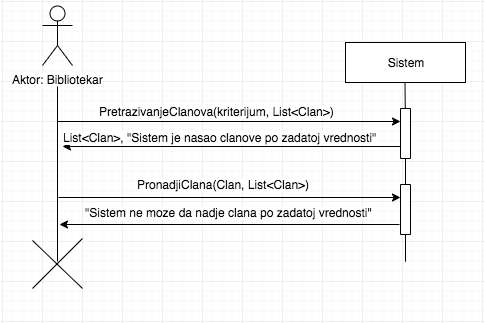 Aktor: Bibliotekar
Sistem
PretrazivanjeClanova(kriterijum, List<Clan>)
List<Clan>, "Sistem je nasao clanove po zadatoj vrednosti"
PronadjiClana(Clan, List<Clan>)
"Sistem ne moze da nadje clana po zadatoj vrednosti"